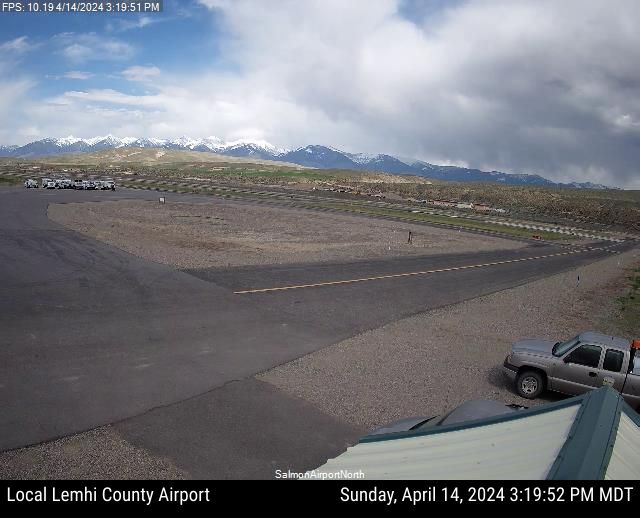 FPS: 10.19 4/14/2024 3:19:51 PM
SalmonAirportNorth
Local Lemhi County Airport
Sunday, April 14, 2024 3:19:52 PM MDT